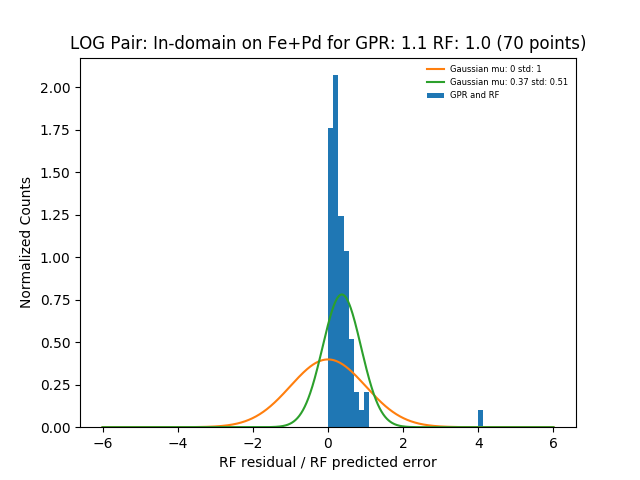 LOG Pair: In-domain on Fe+Pd for GPR: 1.1 RF: 1.0 (70 points)
Gaussian mu: 0 std: 1
Gaussian mu: 0.37 std: 0.51
GPR and RF
Normalized Counts
2.00
1.75
1.50
1.25
1.00
0.75
0.50
0.25
0.00
−6 −4 −2 0 2 4 6
RF residual / RF predicted error